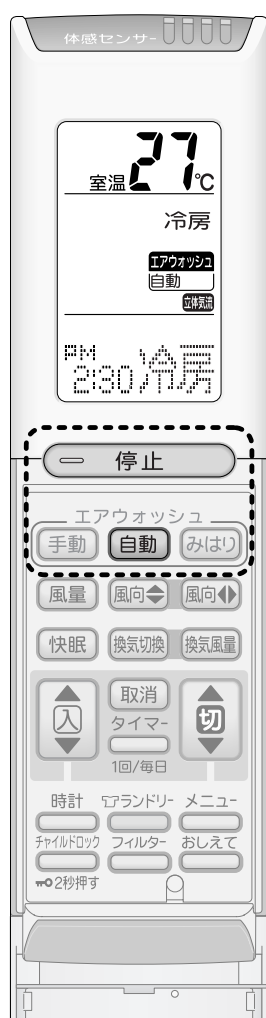 体感センサー
室温27℃
冷房
エアウォッシュ
自動
立体気流
PM
2:30冷房
停止
エアウォッシュ
手動 自動 みはり
風量 風向 風向
快眠 換気切換 換気風量
取消
入 タイマー 切
1回/毎日
時計 ランドリー メニュー
チャイルドロック フィルター おしえて
2秒押す